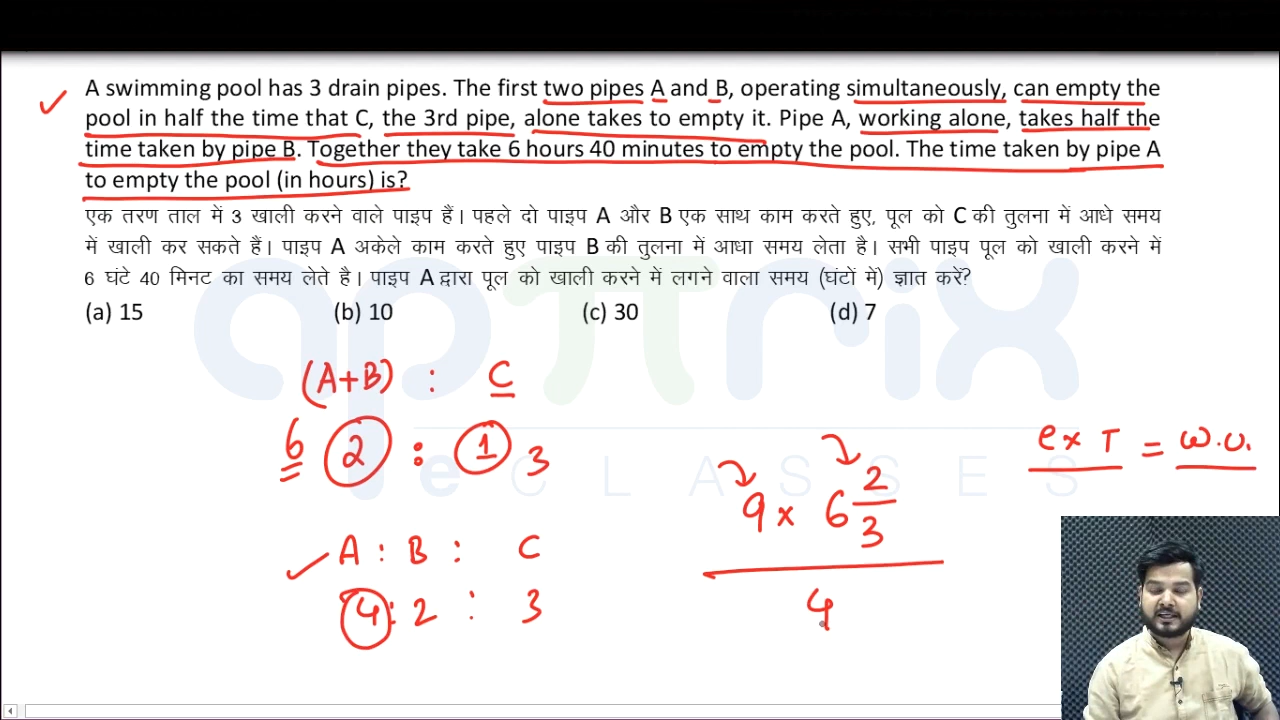 A swimming pool has 3 drain pipes. The first two pipes A and B, operating simultaneously, can empty the
pool in half the time that C, the 3rd pipe, alone takes to empty it. Pipe A, working alone, takes half the
time taken by pipe B. Together they take 6 hours 40 minutes to empty the pool. The time taken by pipe A
to empty the pool (in hours) is?
एक तरण ताल में 3 खाली करने वाले पाइप हैं। पहले दो पाइप A और B एक साथ काम करते हुए, पूल को C की तुलना में आधे समय
में खाली कर सकते हैं। पाइप A अकेले काम करते हुए पाइप B की तुलना में आधा समय लेता है। सभी पाइप पूल को खाली करने में
6 घंटे 40 मिनट का समय लेते है। पाइप A द्वारा पूल को खाली करने में लगने वाला समय (घंटों में) ज्ञात करें?
(a) 15 (b) 10 (c) 30 (d) 7
(A+B) : C
6 2 : 1 3
A : B : C
4 : 2 : 3
9 × 6 2/3
4
e × T = w.u.
apπrix
eCLASSES